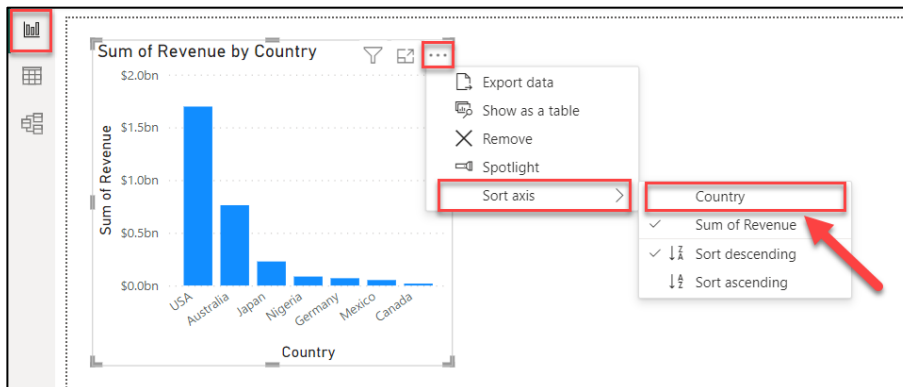 Sum of Revenue by Country
$2.0bn
$1.5bn
$1.0bn
$0.5bn
$0.0bn
Sum of Revenue
USA
Australia
Japan
Nigeria
Germany
Mexico
Canada
Country
Export data
Show as a table
Remove
Spotlight
Sort axis
Country
Sum of Revenue
Sort descending
Sort ascending